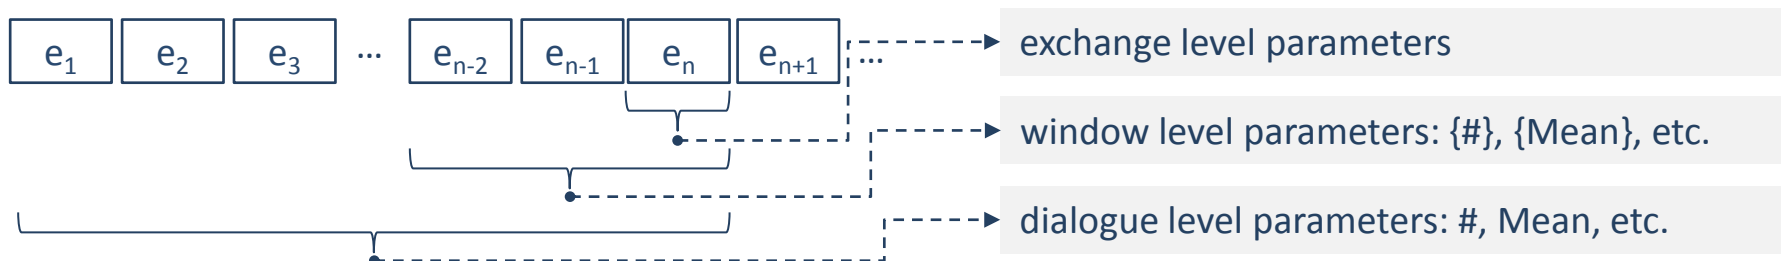 e1 e2 e3 ... en-2 en-1 en en+1 ...
exchange level parameters
window level parameters: {#}, {Mean}, etc.
dialogue level parameters: #, Mean, etc.